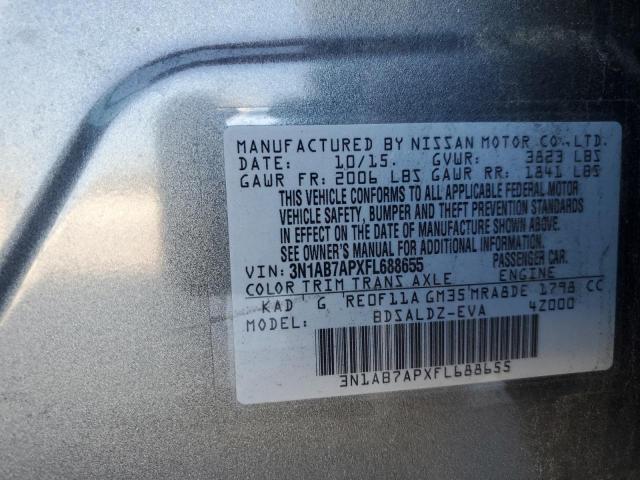 MANUFACTURED BY NISSAN MOTOR CO., LTD.
DATE: 10/15. GVWR: 3823 LBS
GAWR FR: 2006 LBS GAWR RR: 1841 LBS
THIS VEHICLE CONFORMS TO ALL APPLICABLE FEDERAL MOTOR
VEHICLE SAFETY, BUMPER AND THEFT PREVENTION STANDARDS
IN EFFECT ON THE DATE OF MANUFACTURE SHOWN ABOVE.
SEE OWNER'S MANUAL FOR ADDITIONAL INFORMATION.
VIN: 3N1AB7APXFL688655 PASSENGER CAR.
COLOR TRIM TRANS AXLE ENGINE
KAD G RE0F11A GM35 MRA8DE 1798 CC
MODEL: BDSALDZ-EVA 4Z000
3N1AB7APXFL688655